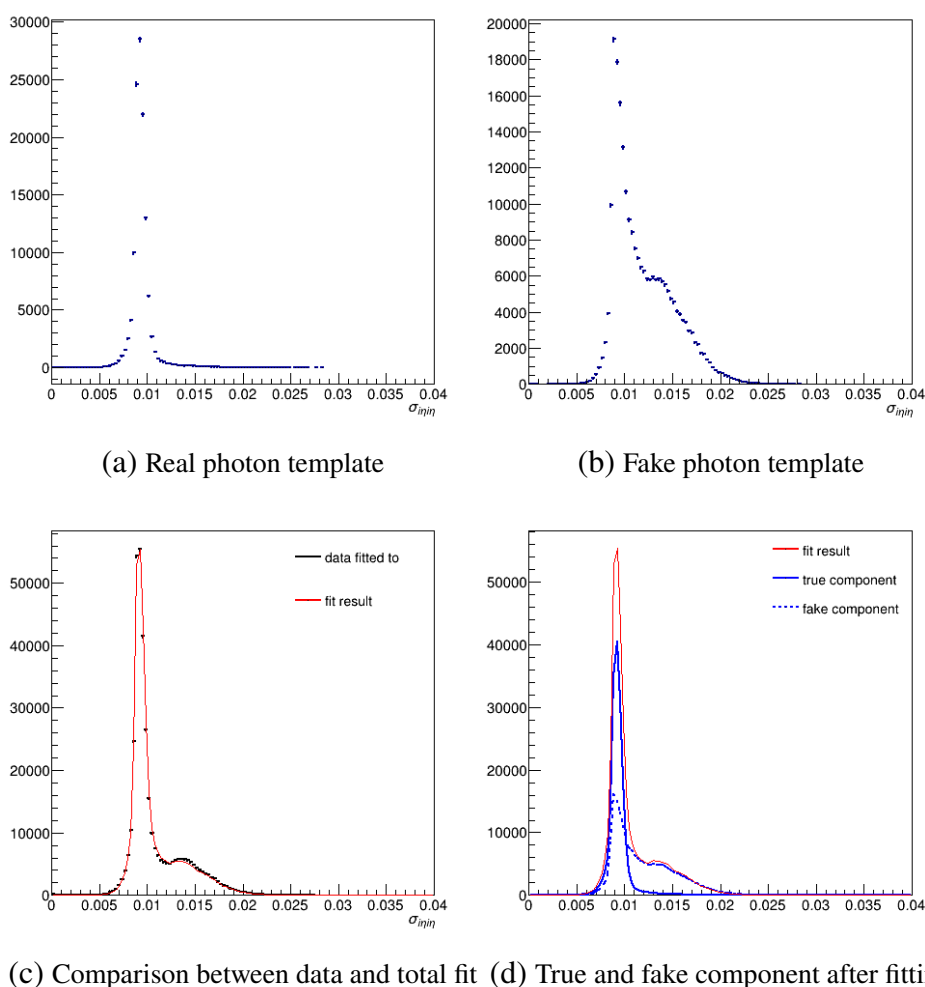 30000
25000
20000
15000
10000
5000
0
0 0.005 0.01 0.015 0.02 0.025 0.03 0.035 0.04
σiηiη
(a) Real photon template
20000
18000
16000
14000
12000
10000
8000
6000
4000
2000
0
0 0.005 0.01 0.015 0.02 0.025 0.03 0.035 0.04
σiηiη
(b) Fake photon template
data fitted to
fit result
50000
40000
30000
20000
10000
0
0 0.005 0.01 0.015 0.02 0.025 0.03 0.035 0.04
σiηiη
(c) Comparison between data and total fit
fit result
true component
fake component
50000
40000
30000
20000
10000
0
0 0.005 0.01 0.015 0.02 0.025 0.03 0.035 0.04
(d) True and fake component after fitti